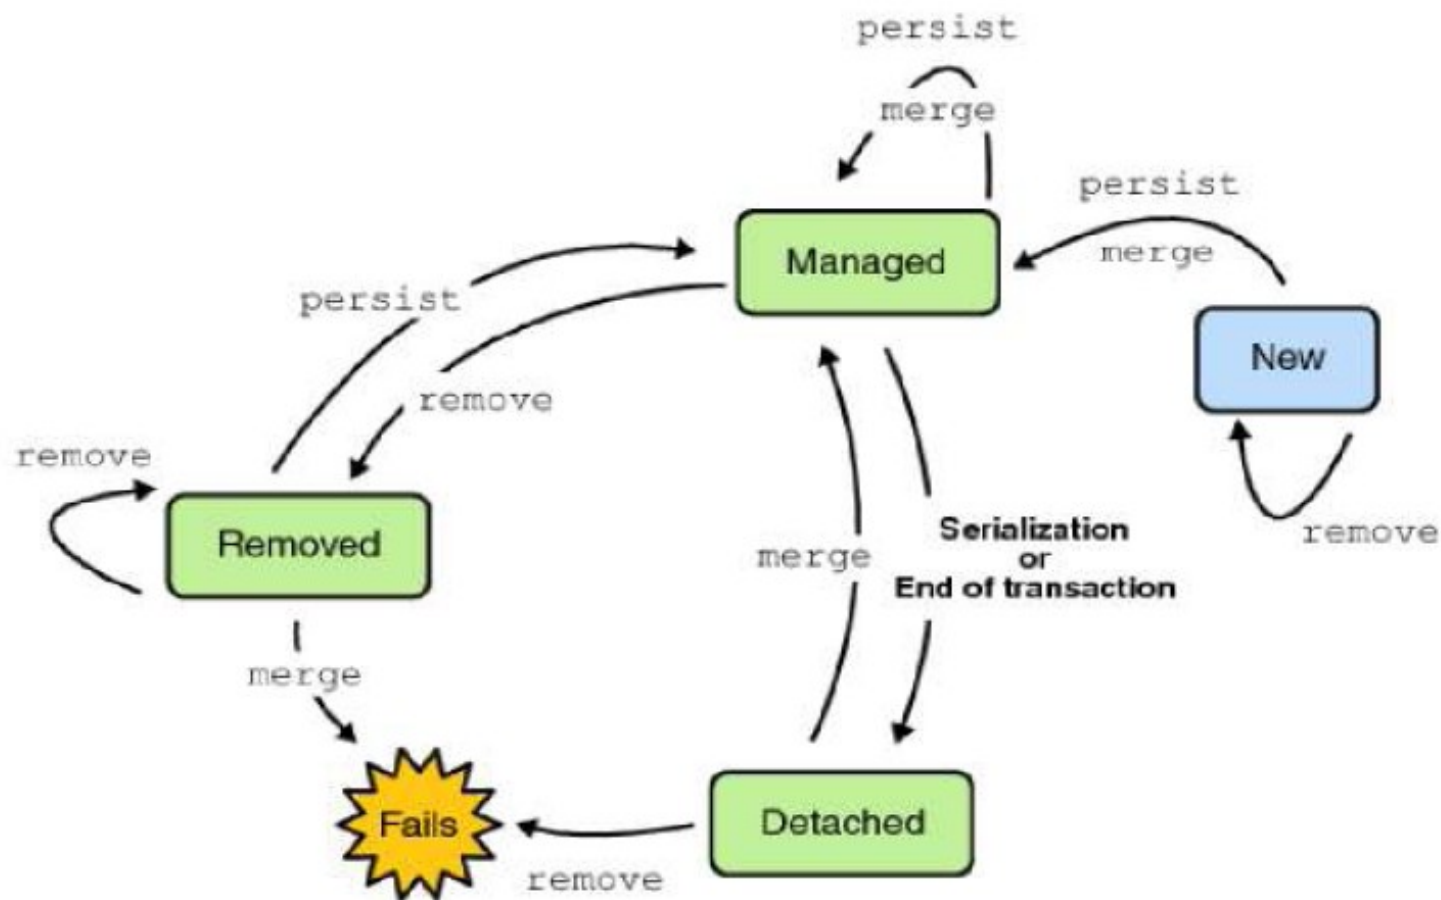 persist
merge
persist
merge
Managed
New
persist
remove
remove
remove
Removed
merge
Serialization
or
End of transaction
merge
Fails
Detached
remove